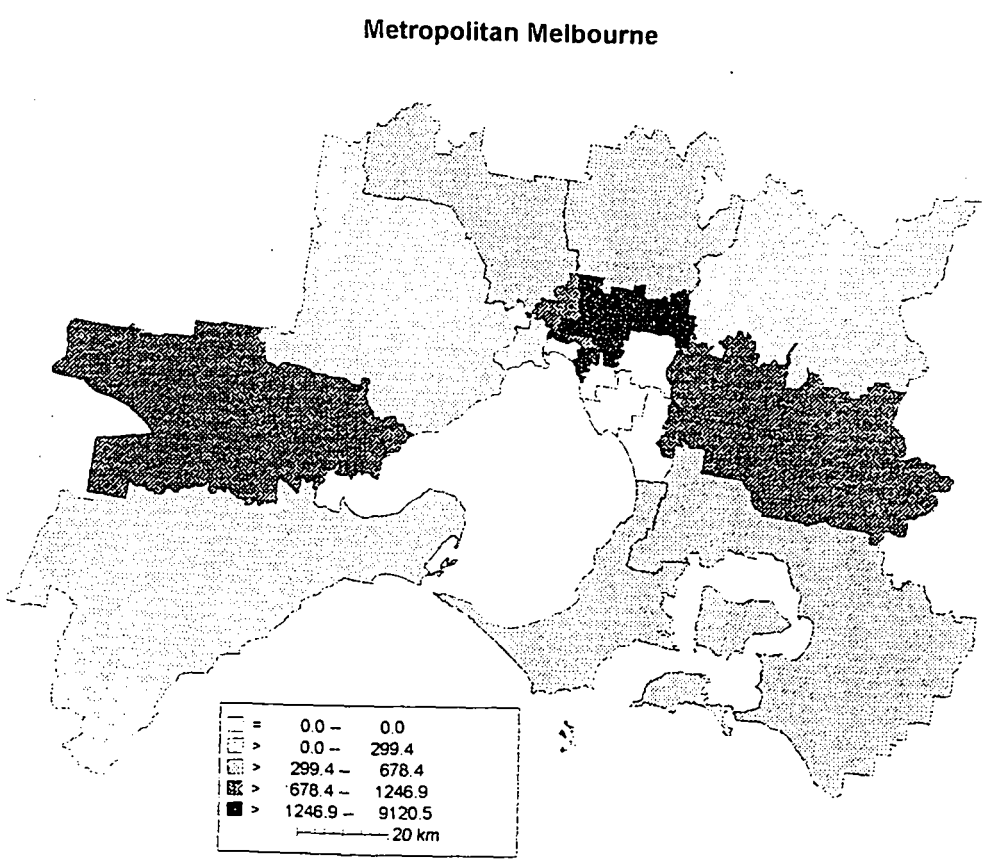 Metropolitan Melbourne
= 0.0 – 0.0
> 0.0 – 299.4
> 299.4 – 678.4
> 678.4 – 1246.9
> 1246.9 – 9120.5
20 km